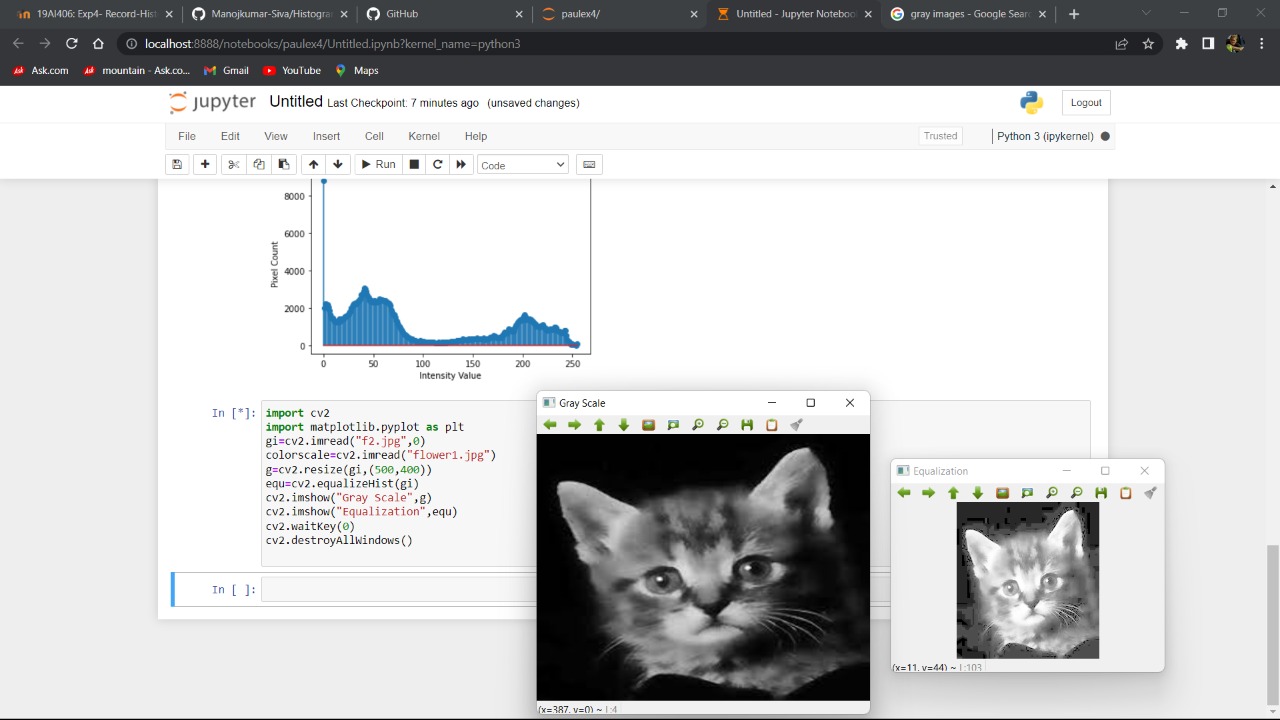 19AI406: Exp4- Record-Hist
Manojkumar-Siva/Histogra
GitHub
paulex4/
Untitled - Jupyter Noteboo
gray images - Google Sear
localhost:8888/notebooks/paulex4/Untitled.ipynb?kernel_name=python3
Ask.com
mountain - Ask.co...
Gmail
YouTube
Maps
jupyter Untitled Last Checkpoint: 7 minutes ago (unsaved changes)
Logout
File Edit View Insert Cell Kernel Help
Trusted
Python 3 (ipykernel)
Run
Code
8000
6000
4000
2000
0
Pixel Count
0 50 100 150 200 250
Intensity Value
In [*]:
import cv2
import matplotlib.pyplot as plt
gi=cv2.imread("f2.jpg",0)
colorscale=cv2.imread("flower1.jpg")
g=cv2.resize(gi,(500,400))
equ=cv2.equalizeHist(gi)
cv2.imshow("Gray Scale",g)
cv2.imshow("Equalization",equ)
cv2.waitKey(0)
cv2.destroyAllWindows()
In [ ]:
Gray Scale
(x=387, y=0) ~ L:4
Equalization
(x=11, y=44) ~ L:103